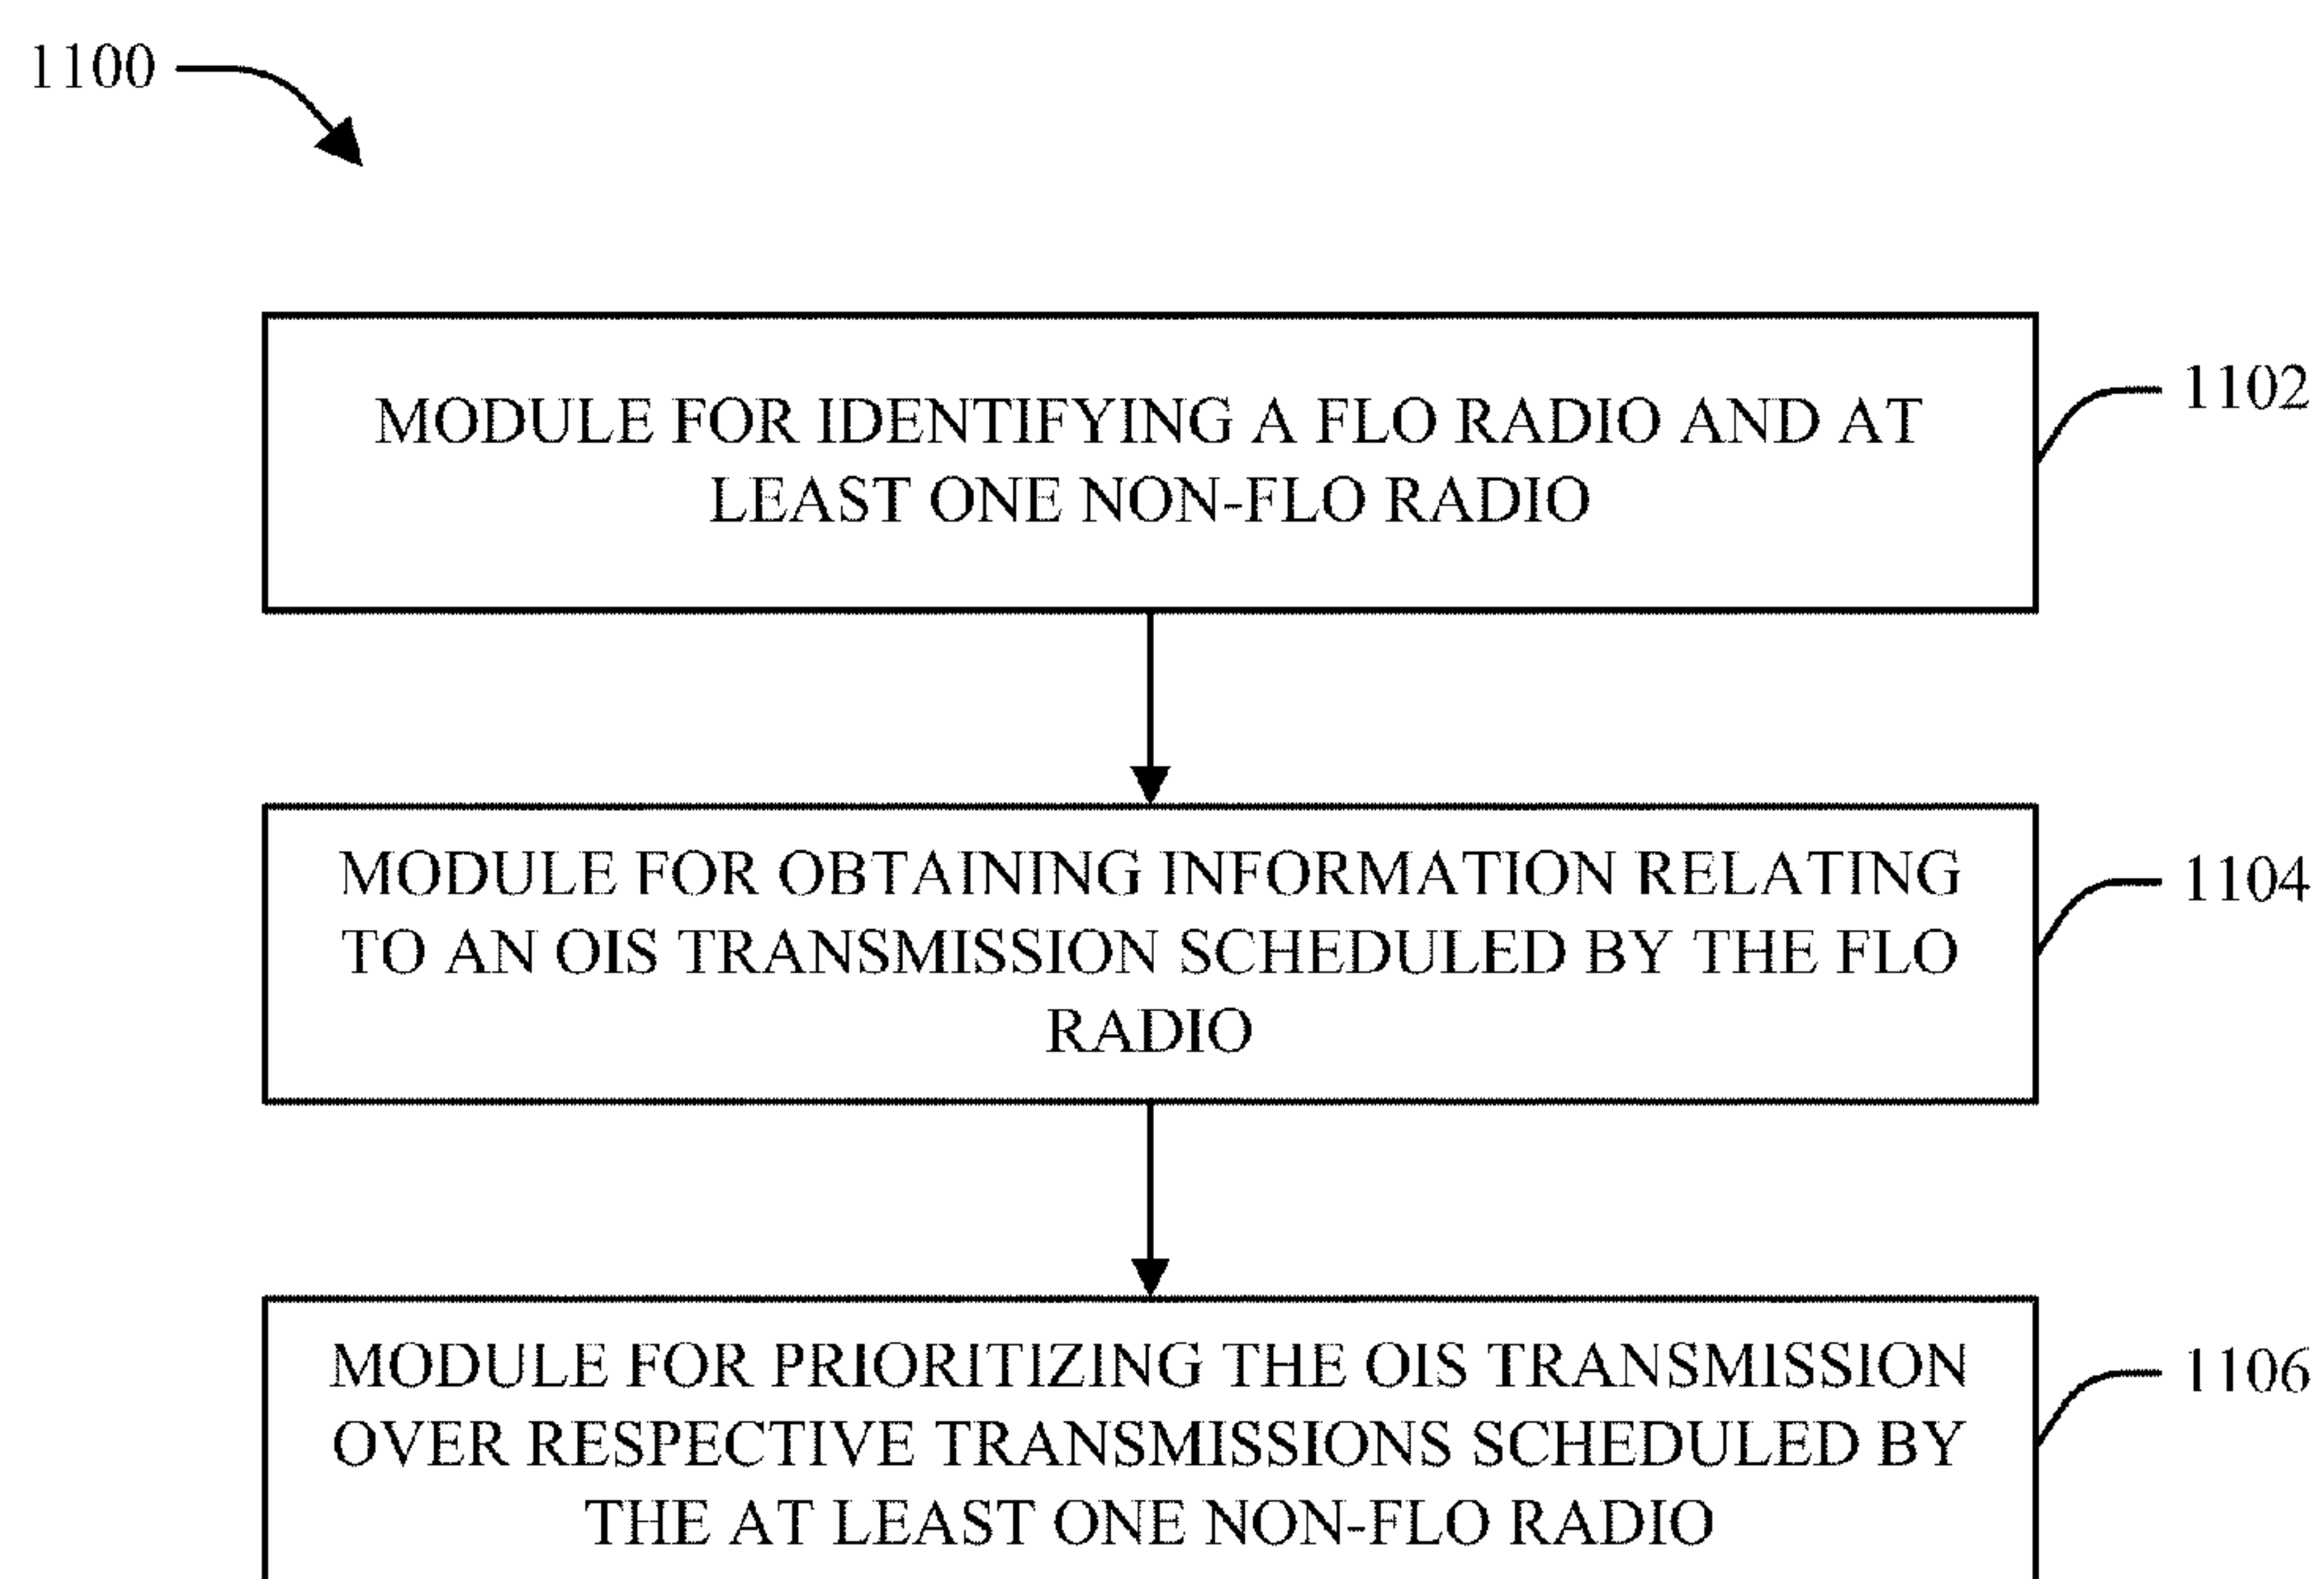 1100
MODULE FOR IDENTIFYING A FLO RADIO AND AT
LEAST ONE NON-FLO RADIO
1102
MODULE FOR OBTAINING INFORMATION RELATING
TO AN OIS TRANSMISSION SCHEDULED BY THE FLO
RADIO
1104
MODULE FOR PRIORITIZING THE OIS TRANSMISSION
OVER RESPECTIVE TRANSMISSIONS SCHEDULED BY
THE AT LEAST ONE NON-FLO RADIO
1106